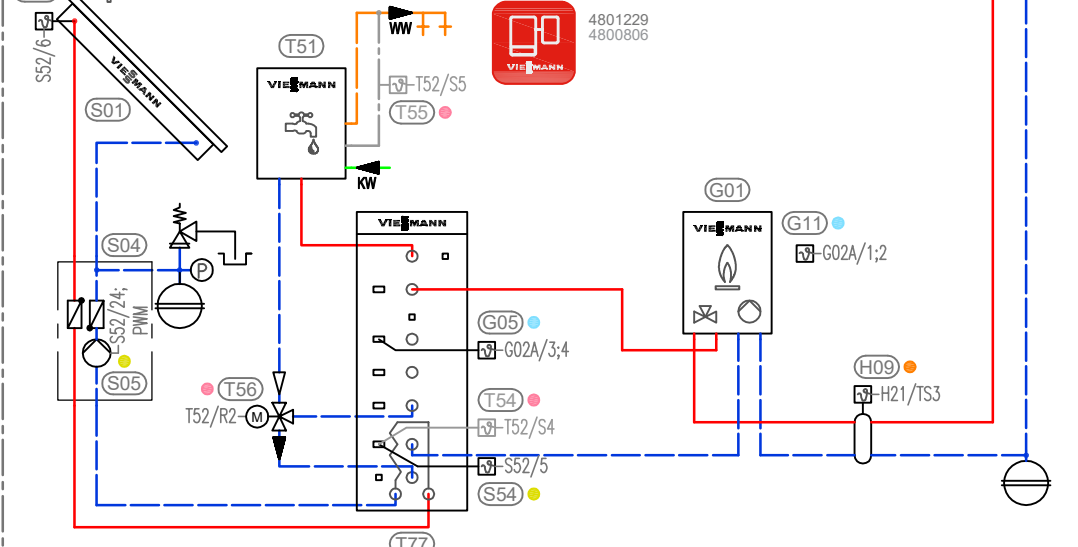 S52/6
VIESMANN
S01
T51
VIESMANN
WW
T52/S5
T55
KW
VIESMANN
4801229
4800806
VIESMANN
G01
VIESMANN
G11
G02A/1;2
S04
P
S52/24;
PWM
S05
G05
G02A/3;4
T56
T52/R2
M
T54
T52/S4
S52/5
S54
H09
H21/TS3
T77